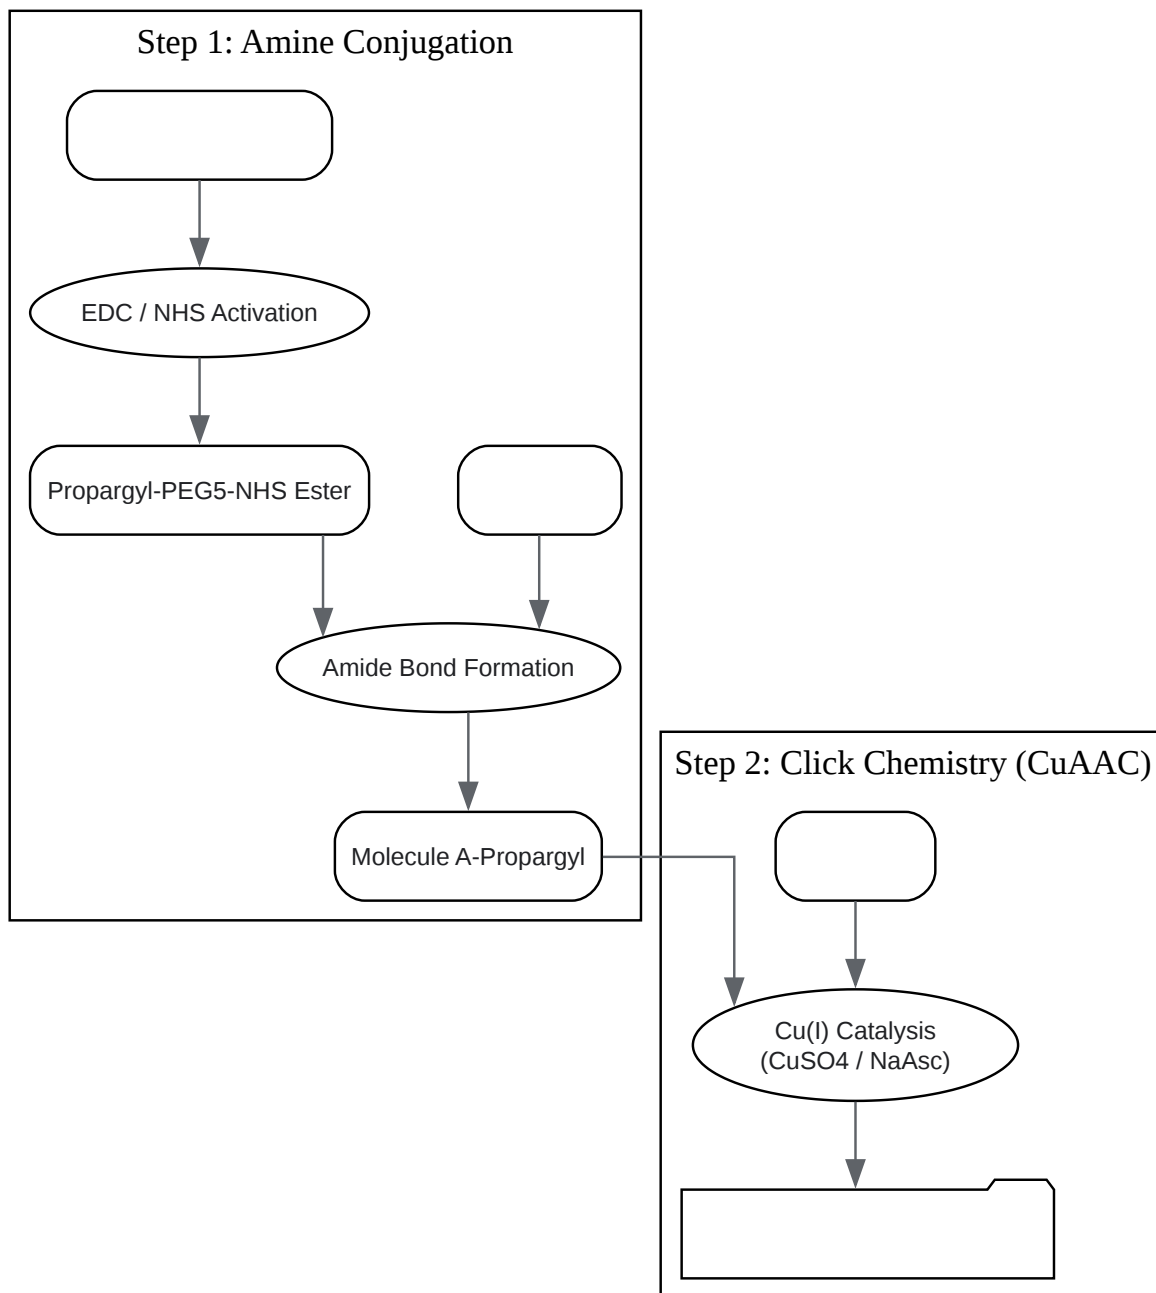 Step 1: Amine Conjugation
EDC / NHS Activation
Propargyl-PEG5-NHS Ester
Amide Bond Formation
Molecule A-Propargyl
Step 2: Click Chemistry (CuAAC)
Cu(I) Catalysis
(CuSO4 / NaAsc)